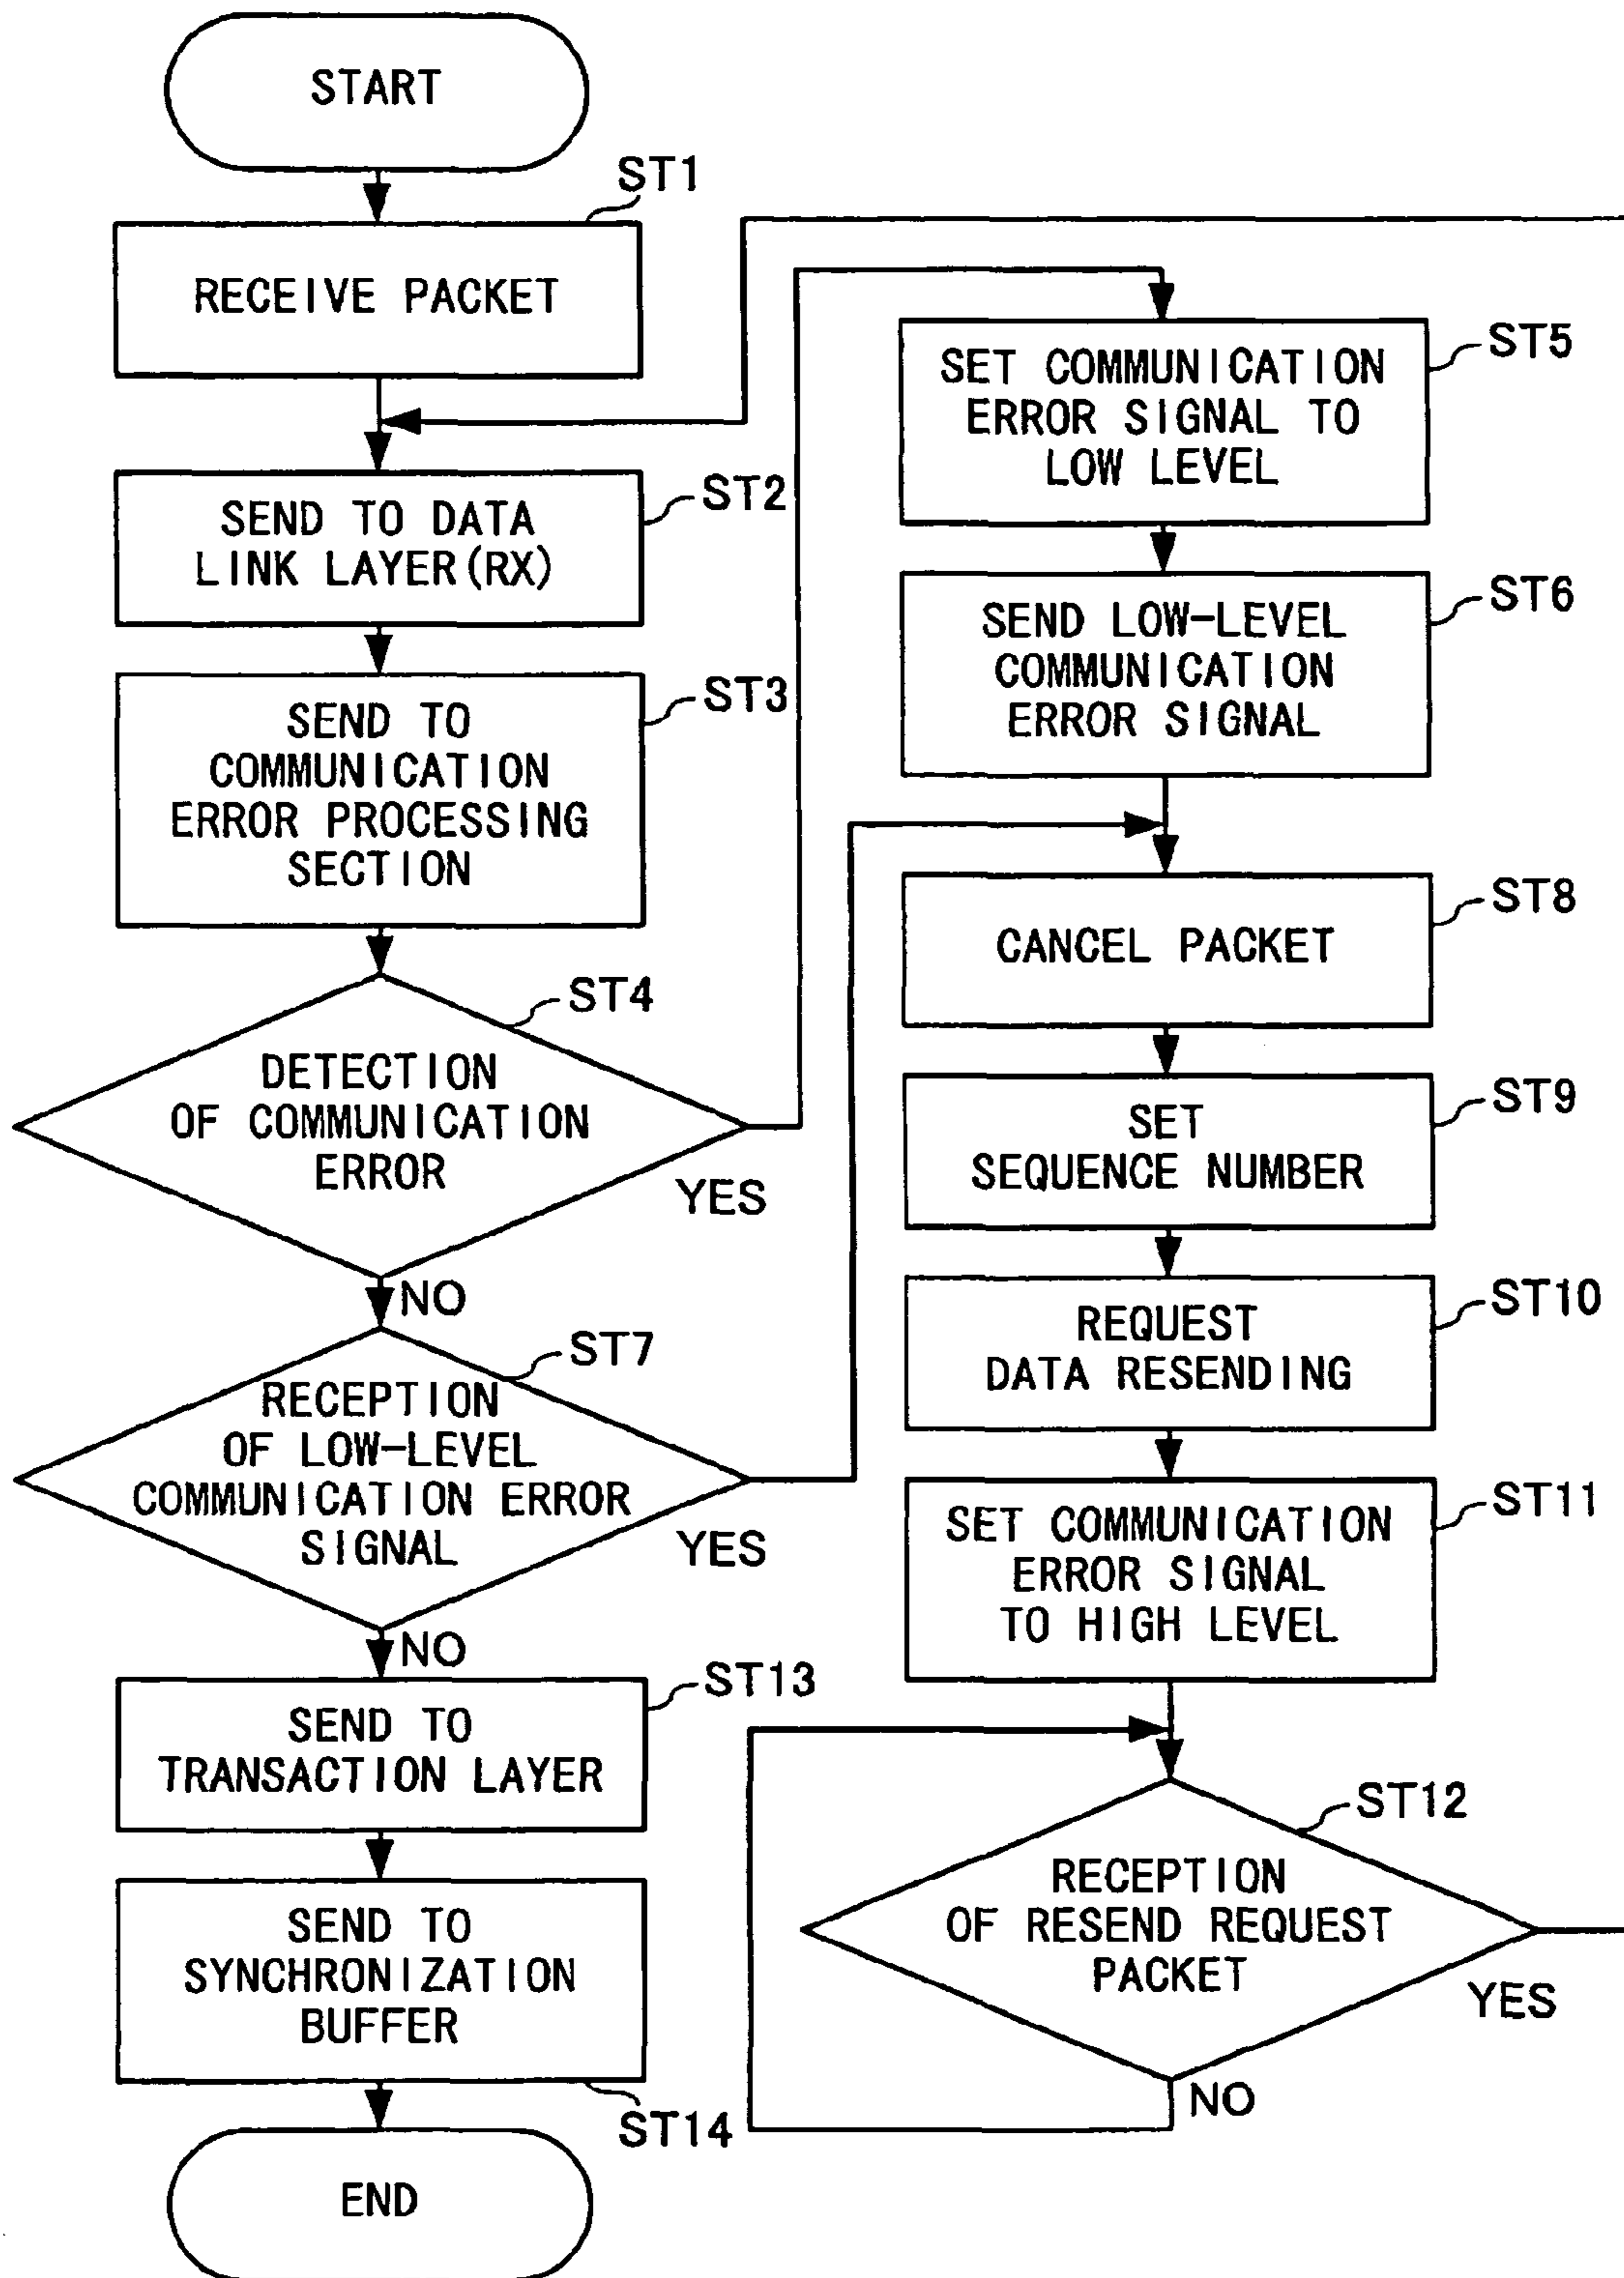 START
ST1
RECEIVE PACKET
ST2
SEND TO DATA
LINK LAYER(RX)
ST3
SEND TO
COMMUNICATION
ERROR PROCESSING
SECTION
ST4
DETECTION
OF COMMUNICATION
ERROR
YES
NO
ST7
RECEPTION
OF LOW-LEVEL
COMMUNICATION ERROR
SIGNAL
YES
NO
ST13
SEND TO
TRANSACTION LAYER
SEND TO
SYNCHRONIZATION
BUFFER
ST14
END
ST5
SET COMMUNICATION
ERROR SIGNAL TO
LOW LEVEL
ST6
SEND LOW-LEVEL
COMMUNICATION
ERROR SIGNAL
ST8
CANCEL PACKET
ST9
SET
SEQUENCE NUMBER
ST10
REQUEST
DATA RESENDING
ST11
SET COMMUNICATION
ERROR SIGNAL
TO HIGH LEVEL
ST12
RECEPTION
OF RESEND REQUEST
PACKET
YES
NO